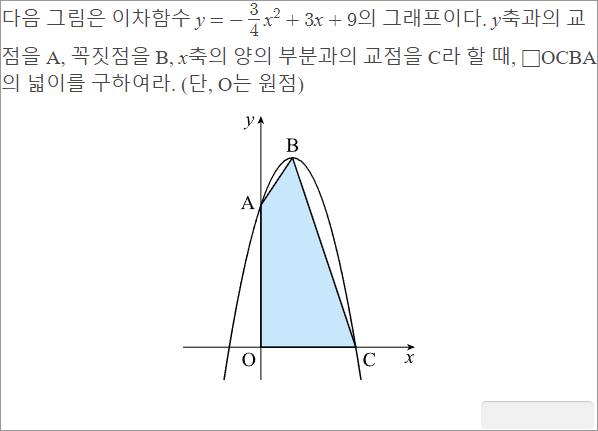 다음 그림은 이차함수 y = − 3/4 x² + 3x + 9의 그래프이다. y축과의 교
점을 A, 꼭짓점을 B, x축의 양의 부분과의 교점을 C라 할 때, □OCBA
의 넓이를 구하여라. (단, O는 원점)
y
B
A
O
C
x